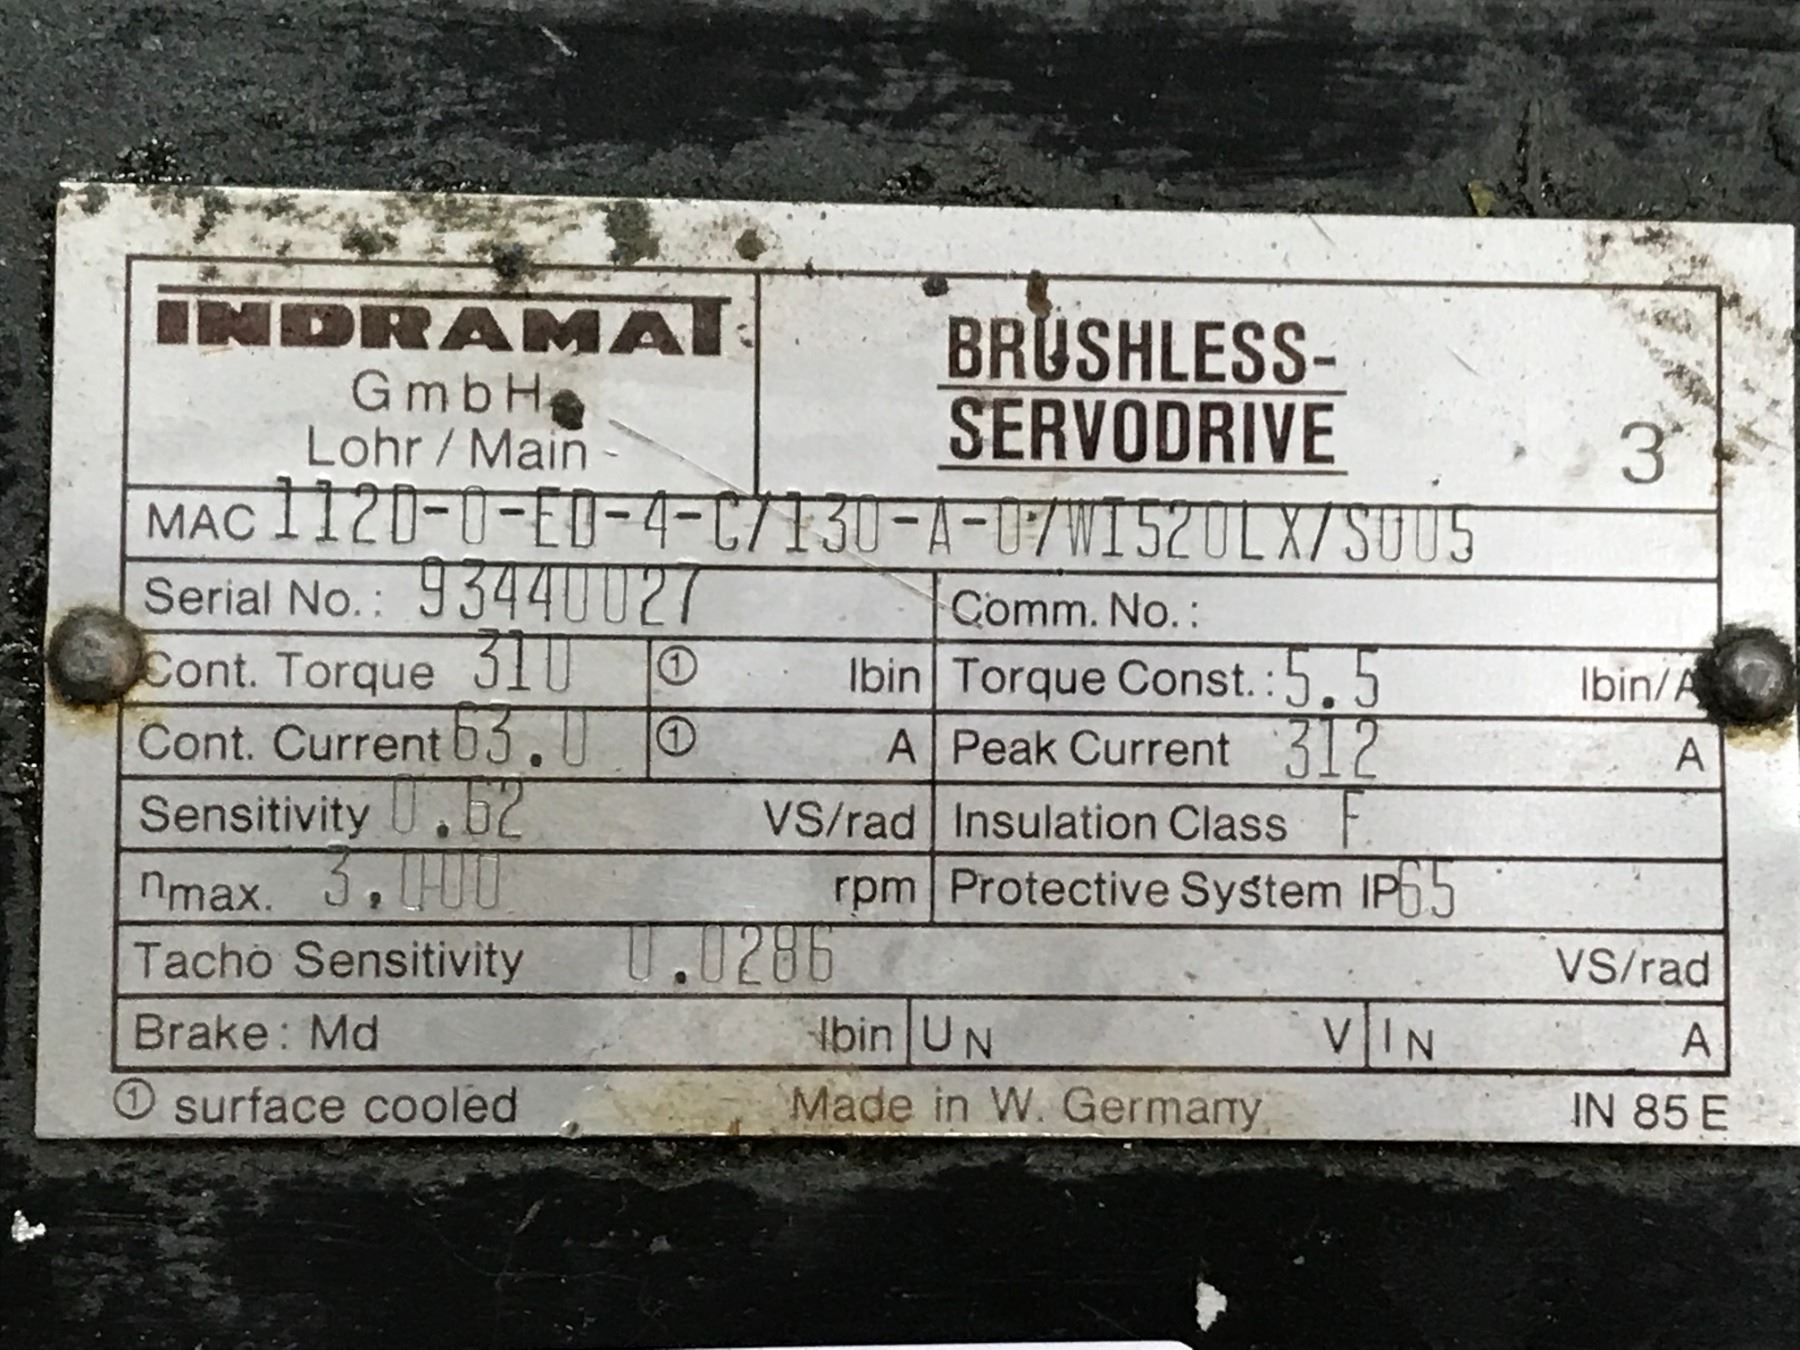 INDRAMAT
GmbH
Lohr / Main
BRUSHLESS-
SERVODRIVE
3
MAC 112D-0-ED-4-C/130-A-0/WI520LX/S005
Serial No.: 93440027
Comm. No.:
Cont. Torque 310 ① lbin
Torque Const.: 5.5 lbin/A
Cont. Current 63.0 ① A
Peak Current 312 A
Sensitivity 0.62 VS/rad
Insulation Class F
nmax. 3,000 rpm
Protective System IP65
Tacho Sensitivity 0.0286 VS/rad
Brake: Md lbin UN V IN A
① surface cooled
Made in W. Germany
IN 85 E